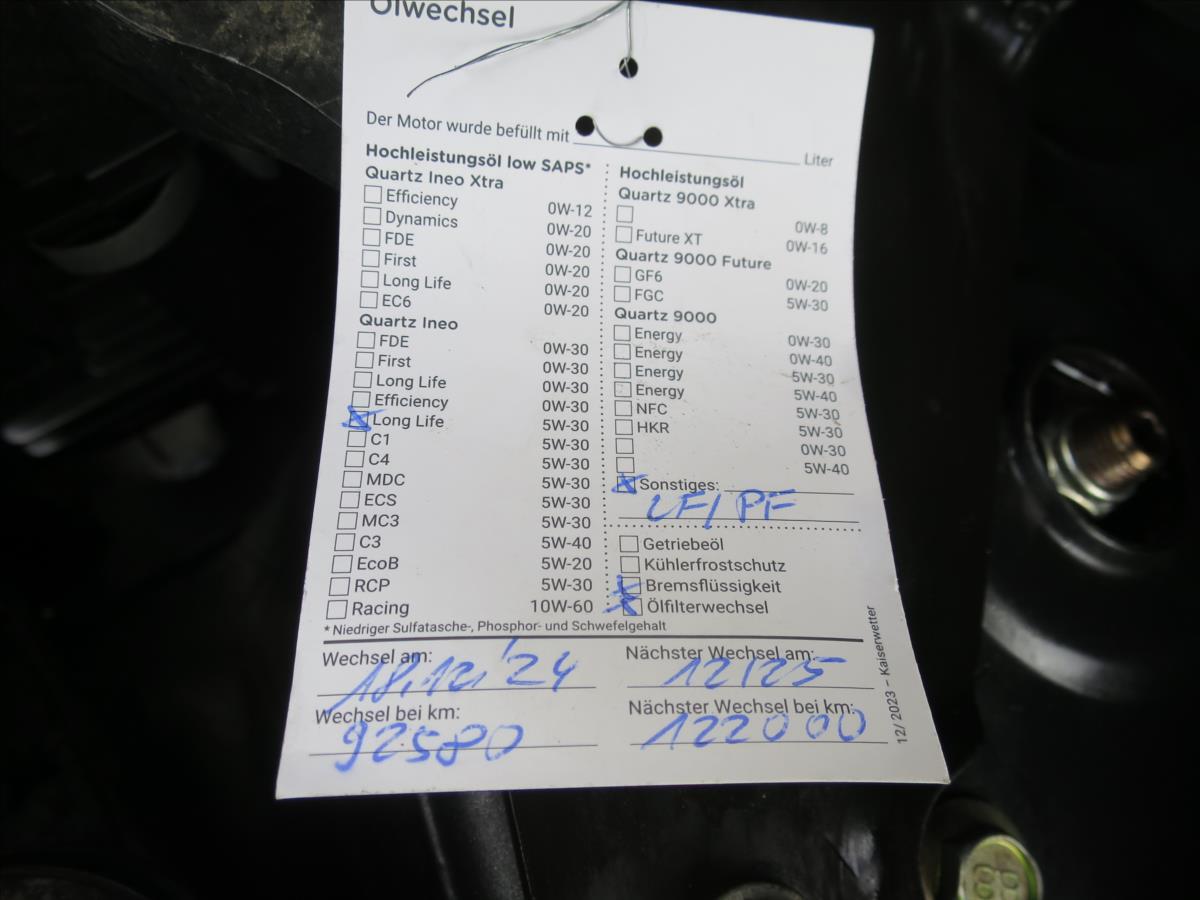 Ölwechsel
Der Motor wurde befüllt mit Liter
Hochleistungsöl low SAPS*
Quartz Ineo Xtra
Efficiency 0W-12
Dynamics 0W-20
FDE 0W-20
First 0W-20
Long Life 0W-20
EC6 0W-20
Quartz Ineo
FDE 0W-30
First 0W-30
Long Life 0W-30
Efficiency 0W-30
Long Life 5W-30
C1 5W-30
C4 5W-30
MDC 5W-30
ECS 5W-30
MC3 5W-30
C3 5W-40
EcoB 5W-20
RCP 5W-30
Racing 10W-60
Hochleistungsöl
Quartz 9000 Xtra
0W-8
Future XT 0W-16
Quartz 9000 Future
GF6 0W-20
FGC 5W-30
Quartz 9000
Energy 0W-30
Energy 0W-40
Energy 5W-30
Energy 5W-40
NFC 5W-30
HKR 5W-30
0W-30
5W-40
Sonstiges:
LF/ PF
Getriebeöl
Kühlerfrostschutz
Bremsflüssigkeit
Ölfilterwechsel
* Niedriger Sulfatasche-, Phosphor- und Schwefelgehalt
Wechsel am: 18.12.'24
Nächster Wechsel am: 12/25
Wechsel bei km: 92580
Nächster Wechsel bei km: 122000
12/ 2023 – Kaiserwetter